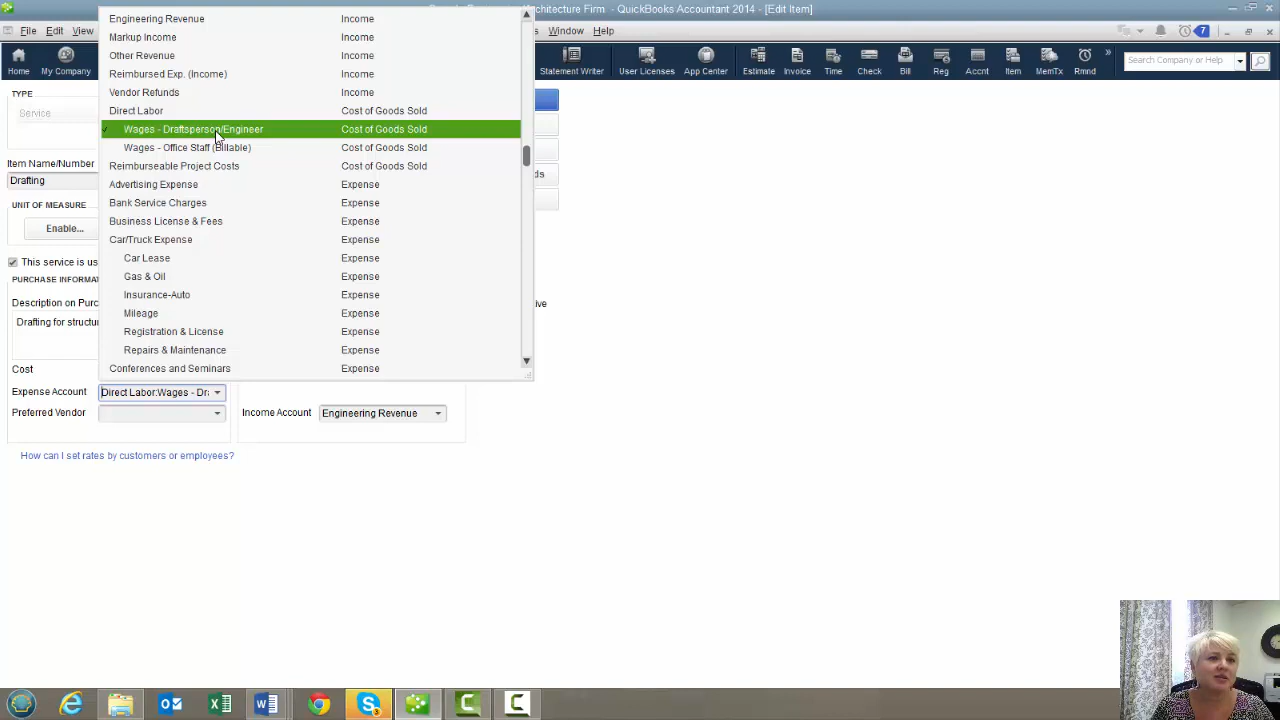 Architecture Firm - QuickBooks Accountant 2014 - [Edit Item]
File Edit View Window Help
7
Home My Company Statement Writer User Licenses App Center Estimate Invoice Time Check Bill Reg Accnt Item MemTx Rmnd » Search Company or Help
Engineering Revenue Income
Markup Income Income
Other Revenue Income
Reimbursed Exp. (Income) Income
Vendor Refunds Income
Direct Labor Cost of Goods Sold
Wages - Draftsperson/Engineer Cost of Goods Sold
Wages - Office Staff (Billable) Cost of Goods Sold
Reimburseable Project Costs Cost of Goods Sold
Advertising Expense Expense
Bank Service Charges Expense
Business License & Fees Expense
Car/Truck Expense Expense
Car Lease Expense
Gas & Oil Expense
Insurance-Auto Expense
Mileage Expense
Registration & License Expense
Repairs & Maintenance Expense
Conferences and Seminars Expense
TYPE
Service
Item Name/Number
Drafting
UNIT OF MEASURE
Enable...
This service is us
PURCHASE INFORMAT
Description on Purc
Drafting for structu
Cost
Expense Account Direct Labor:Wages - Dra
Preferred Vendor Income Account Engineering Revenue
How can I set rates by customers or employees?
ds
ive